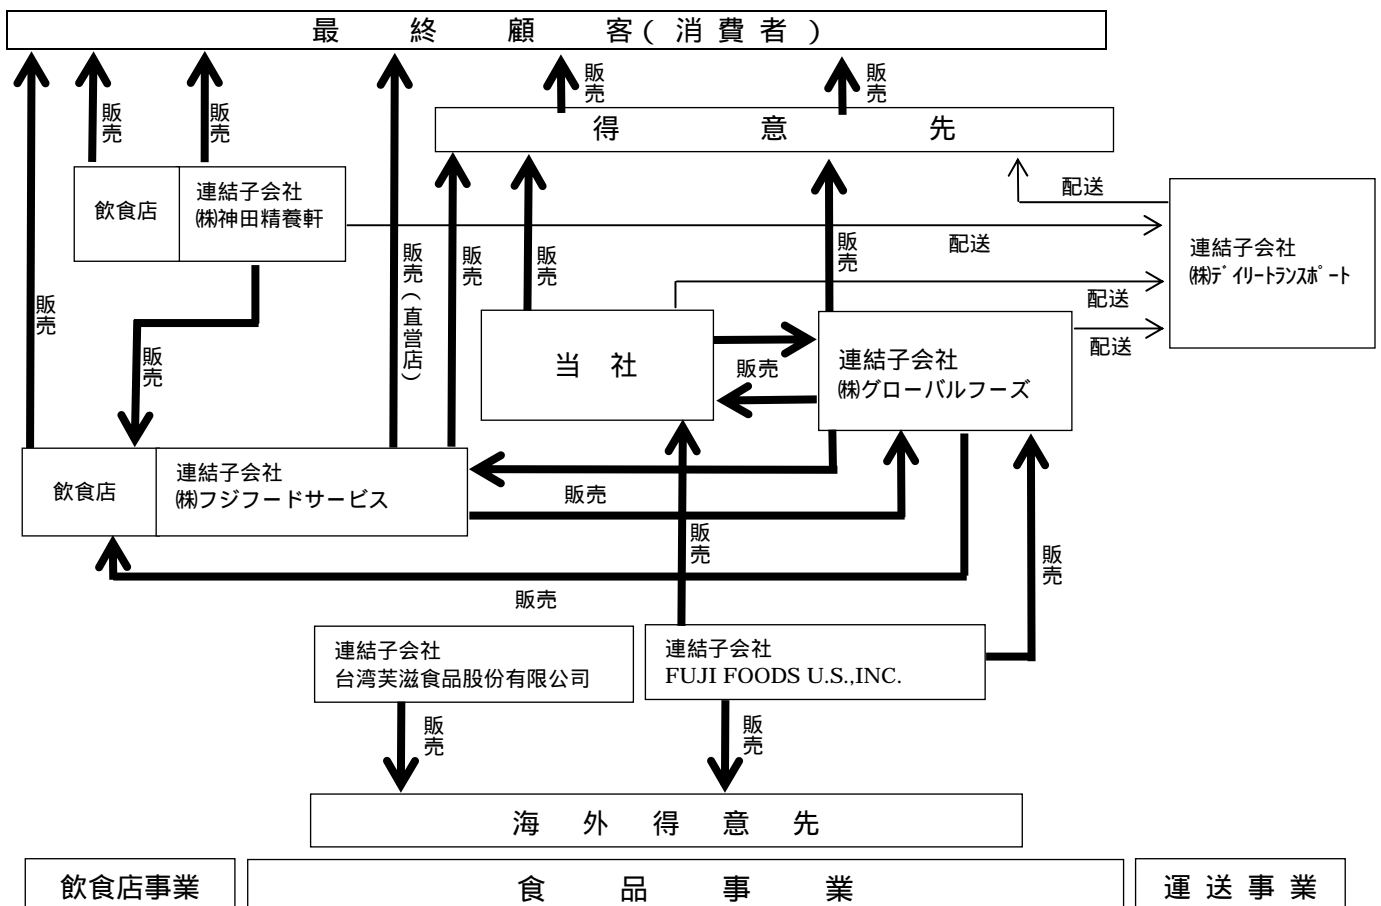 最終顧客(消費者)
販売
販売
販売
販売
得意先
連結子会社
㈱神田精養軒
飲食店
配送
連結子会社
㈱ﾃﾞｲﾘｰﾄﾗﾝｽﾎﾟｰﾄ
販売
販売(直営店)
販売
販売
販売
配送
配送
配送
当社
販売
連結子会社
㈱グローバルフーズ
販売
飲食店
連結子会社
㈱フジフードサービス
販売
販売
販売
販売
連結子会社
台湾芙滋食品股份有限公司
連結子会社
FUJI FOODS U.S.,INC.
販売
販売
海外得意先
飲食店事業
食品事業
運送事業